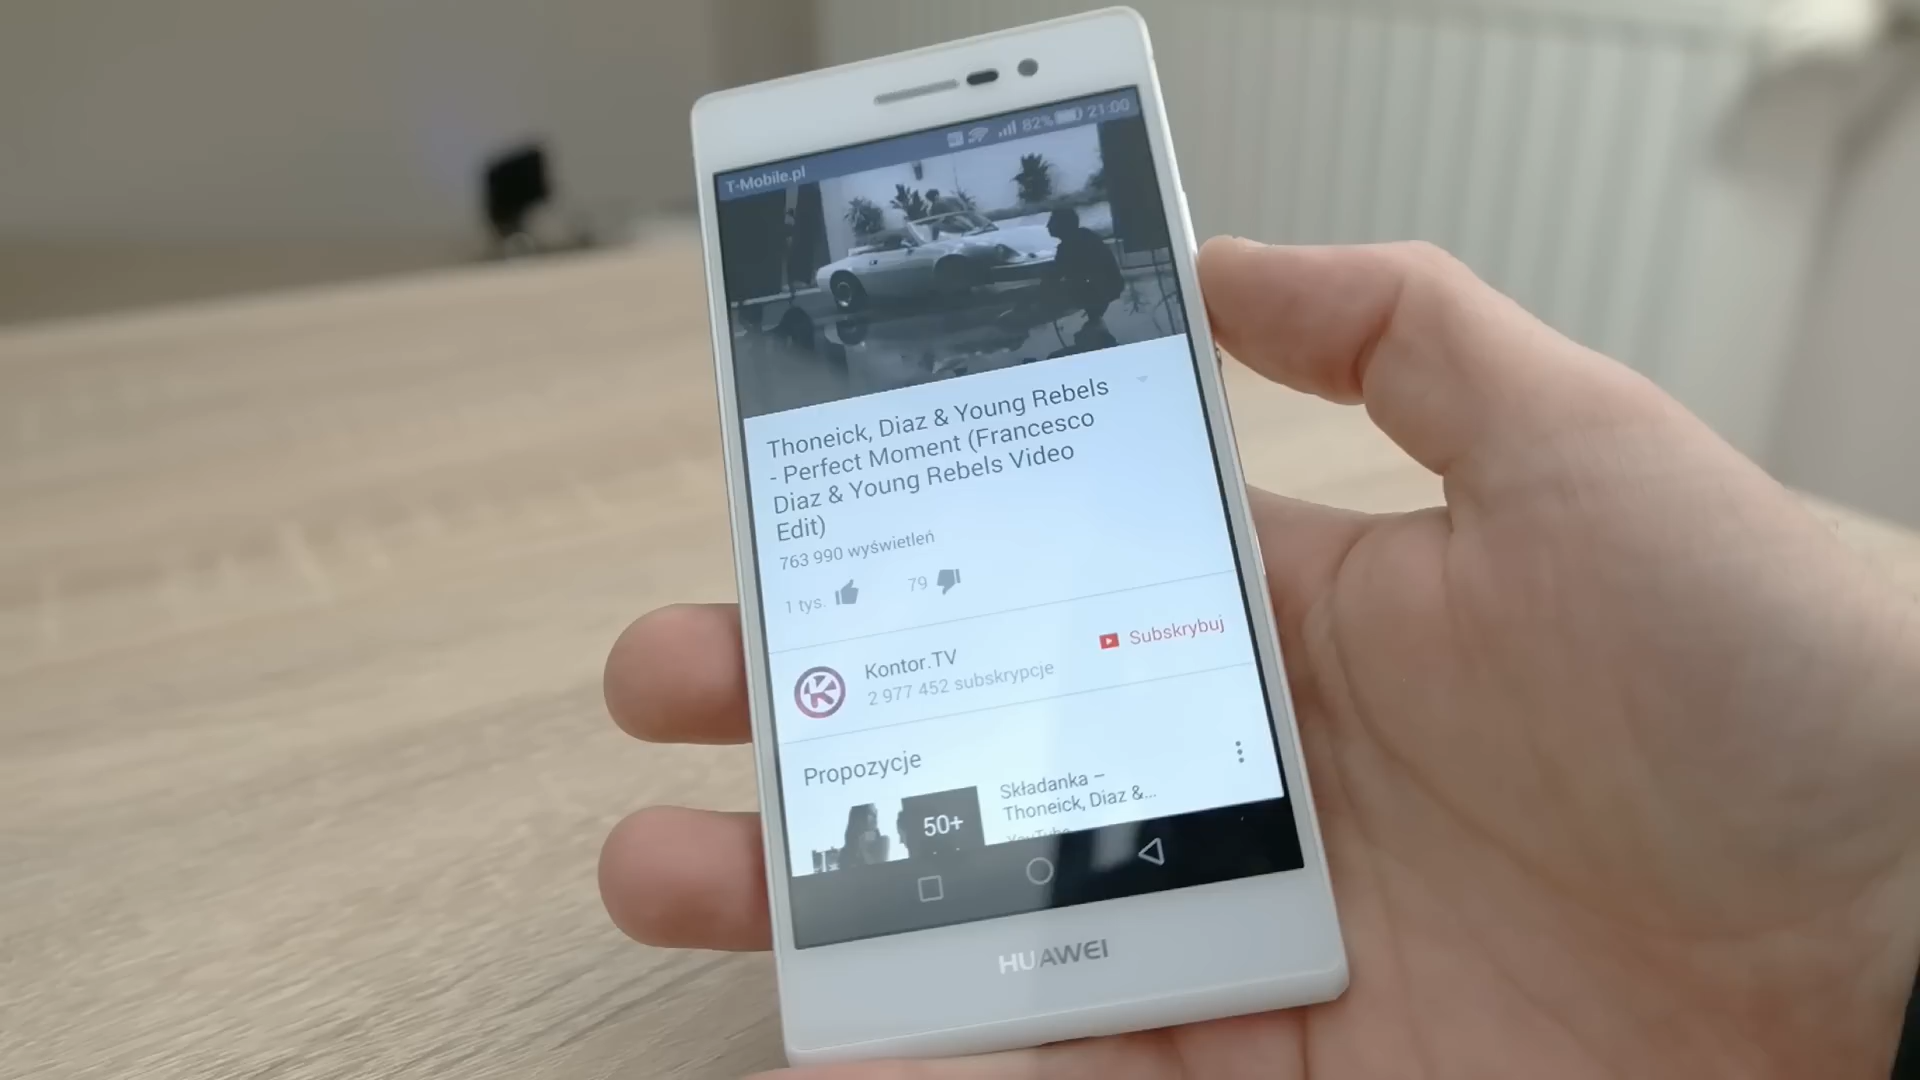 T-Mobile.pl
82% 21:00
Thoneick, Diaz & Young Rebels
- Perfect Moment (Francesco
Diaz & Young Rebels Video
Edit)
763 990 wyświetleń
1 tys.
79
Kontor.TV
2 977 452 subskrypcje
Subskrybuj
Propozycje
50+
Składanka –
Thoneick, Diaz &...
YouTube
HUAWEI